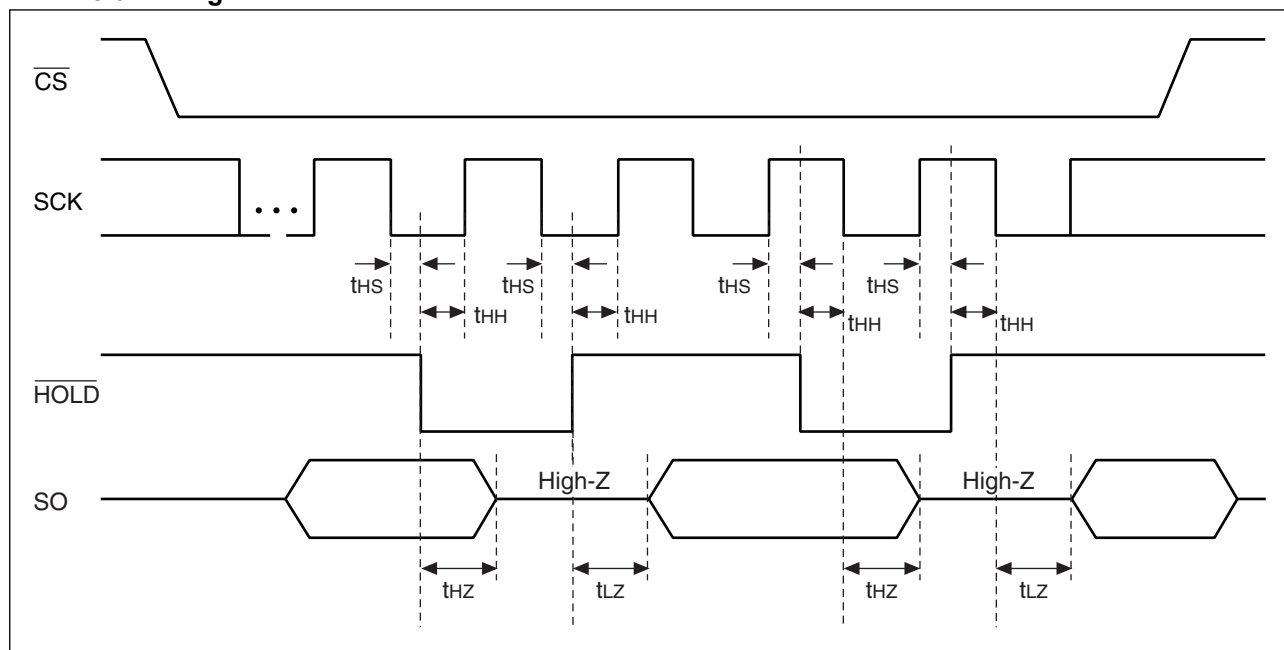 CS
SCK
• • •
tHS tHS tHS tHS
tHH tHH tHH tHH
HOLD
High-Z High-Z
SO
tHZ tLZ tHZ tLZ